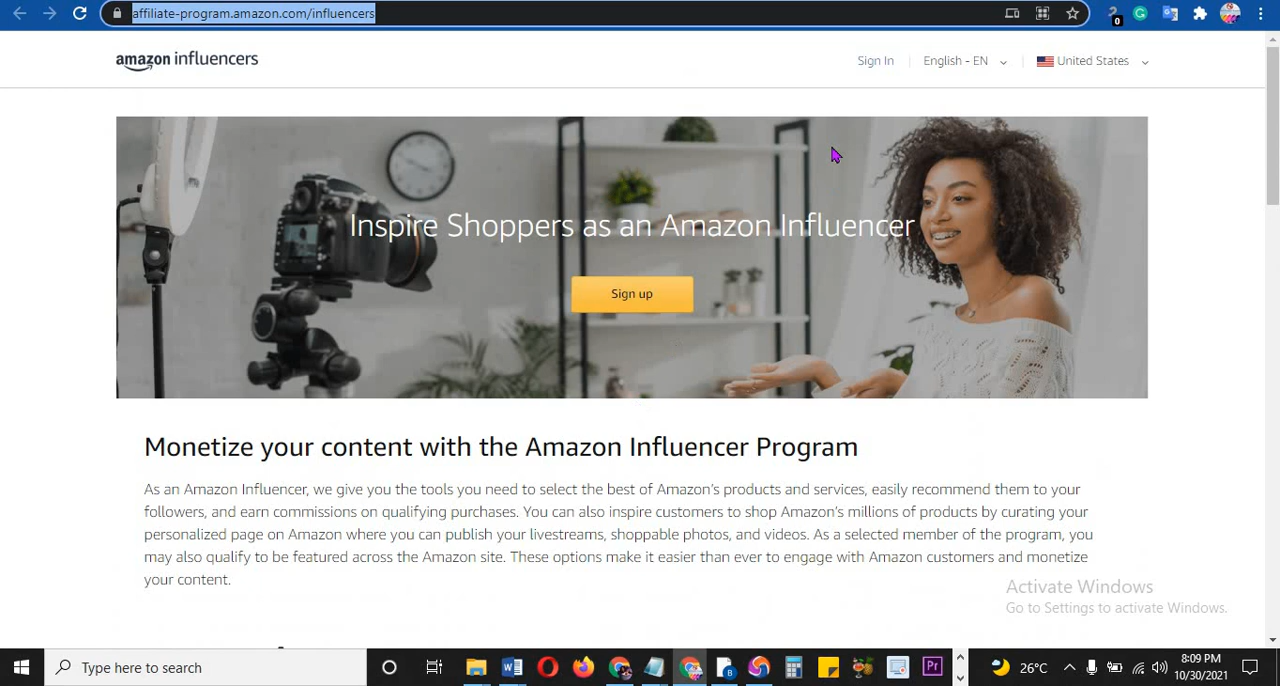 affiliate-program.amazon.com/influencers
0
amazon influencers
Sign In
English - EN
United States
Inspire Shoppers as an Amazon Influencer
Sign up
Monetize your content with the Amazon Influencer Program
As an Amazon Influencer, we give you the tools you need to select the best of Amazon's products and services, easily recommend them to your
followers, and earn commissions on qualifying purchases. You can also inspire customers to shop Amazon's millions of products by curating your
personalized page on Amazon where you can publish your livestreams, shoppable photos, and videos. As a selected member of the program, you
may also qualify to be featured across the Amazon site. These options make it easier than ever to engage with Amazon customers and monetize
your content.
Activate Windows
Go to Settings to activate Windows.
Type here to search
W
B
Pr
26°C
8:09 PM
10/30/2021